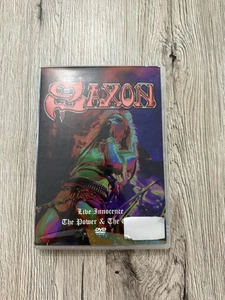 SAXON
Live Innocence
The Power & The
DVD